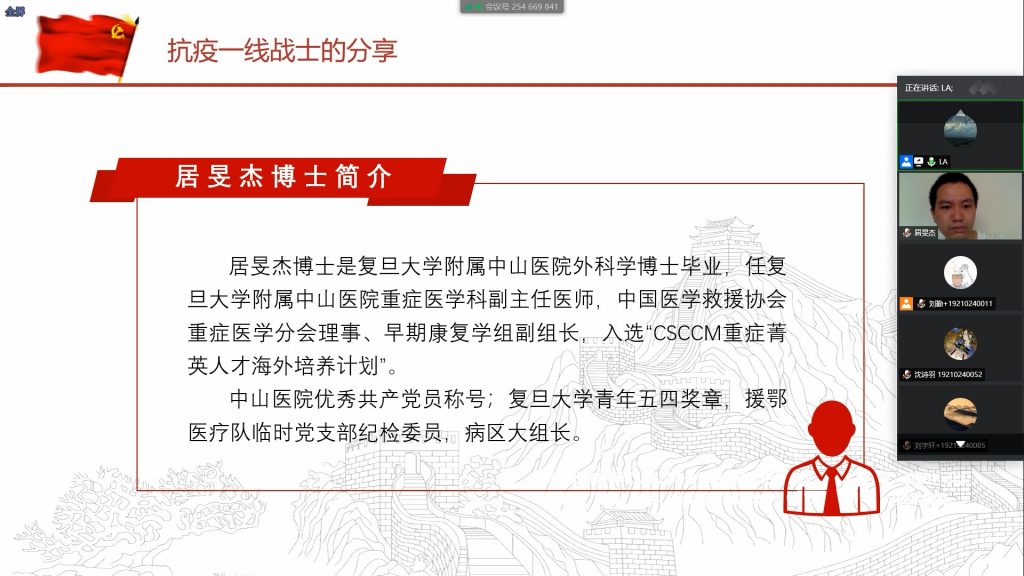 全屏
会议号 254 669 841
抗疫一线战士的分享
正在讲话: LA;
LA
居旻杰博士简介
居旻杰
居旻杰博士是复旦大学附属中山医院外科学博士毕业，任复
旦大学附属中山医院重症医学科副主任医师，中国医学救援协会
重症医学分会理事、早期康复学组副组长，入选“CSCCM重症菁
英人才海外培养计划”。
中山医院优秀共产党员称号；复旦大学青年五四奖章，援鄂
医疗队临时党支部纪检委员，病区大组长。
+19210240011
沈诗羽 19210240052
刘宇轩+19
40085